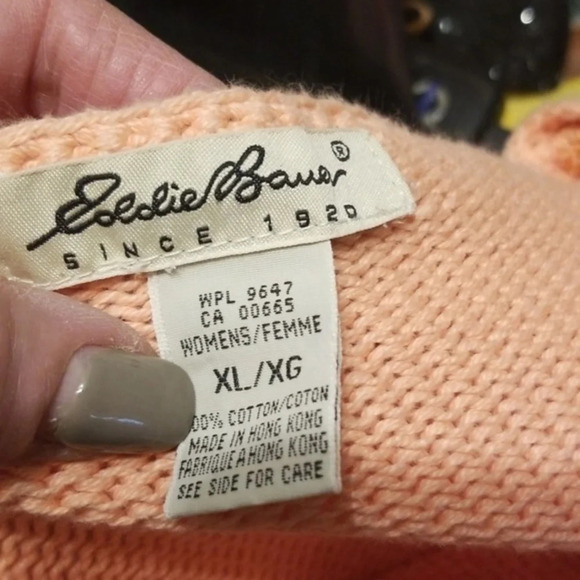 Eddie Bauer®
SINCE 1920
WPL 9647
CA 00665
WOMENS/FEMME
XL/XG
00% COTTON/COTON
MADE IN HONG KONG
FABRIQUE A HONG KONG
SEE SIDE FOR CARE